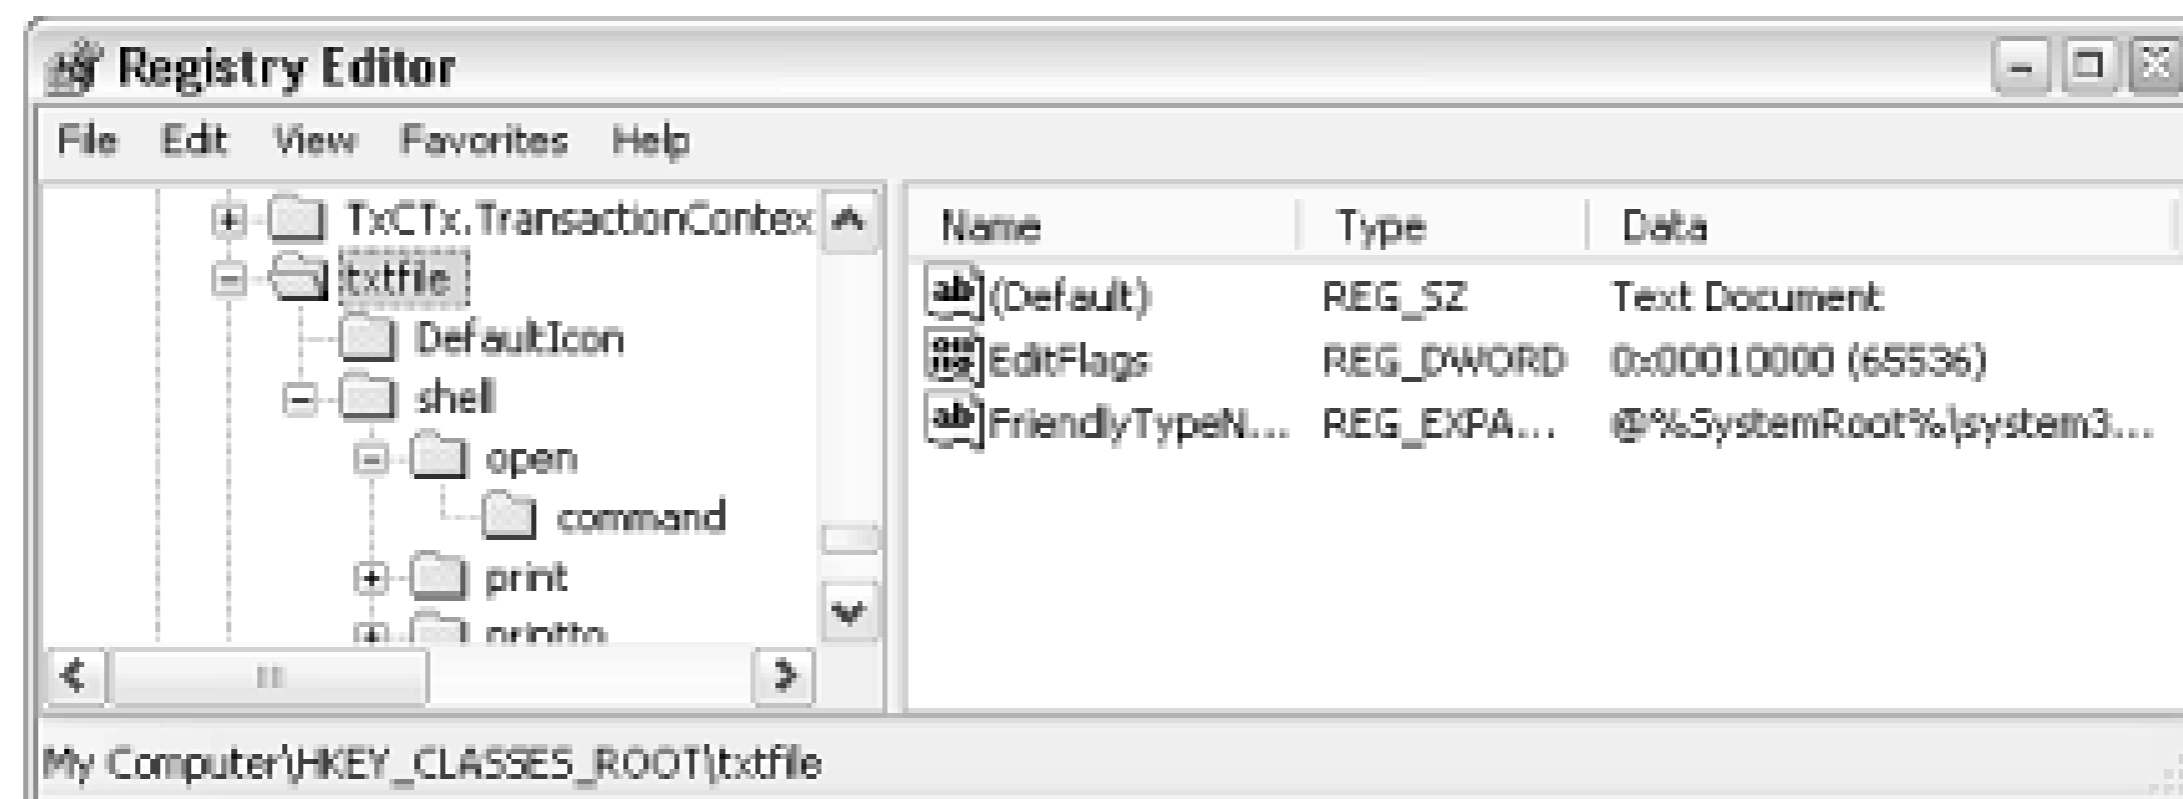 Registry Editor
File Edit View Favorites Help
TxCTx.TransactionContex
txtfile
DefaultIcon
shell
open
command
print
printto
Name Type Data
(Default) REG_SZ Text Document
EditFlags REG_DWORD 0x00010000 (65536)
FriendlyTypeN... REG_EXPA... @%SystemRoot%\system3...
My Computer\HKEY_CLASSES_ROOT\txtfile